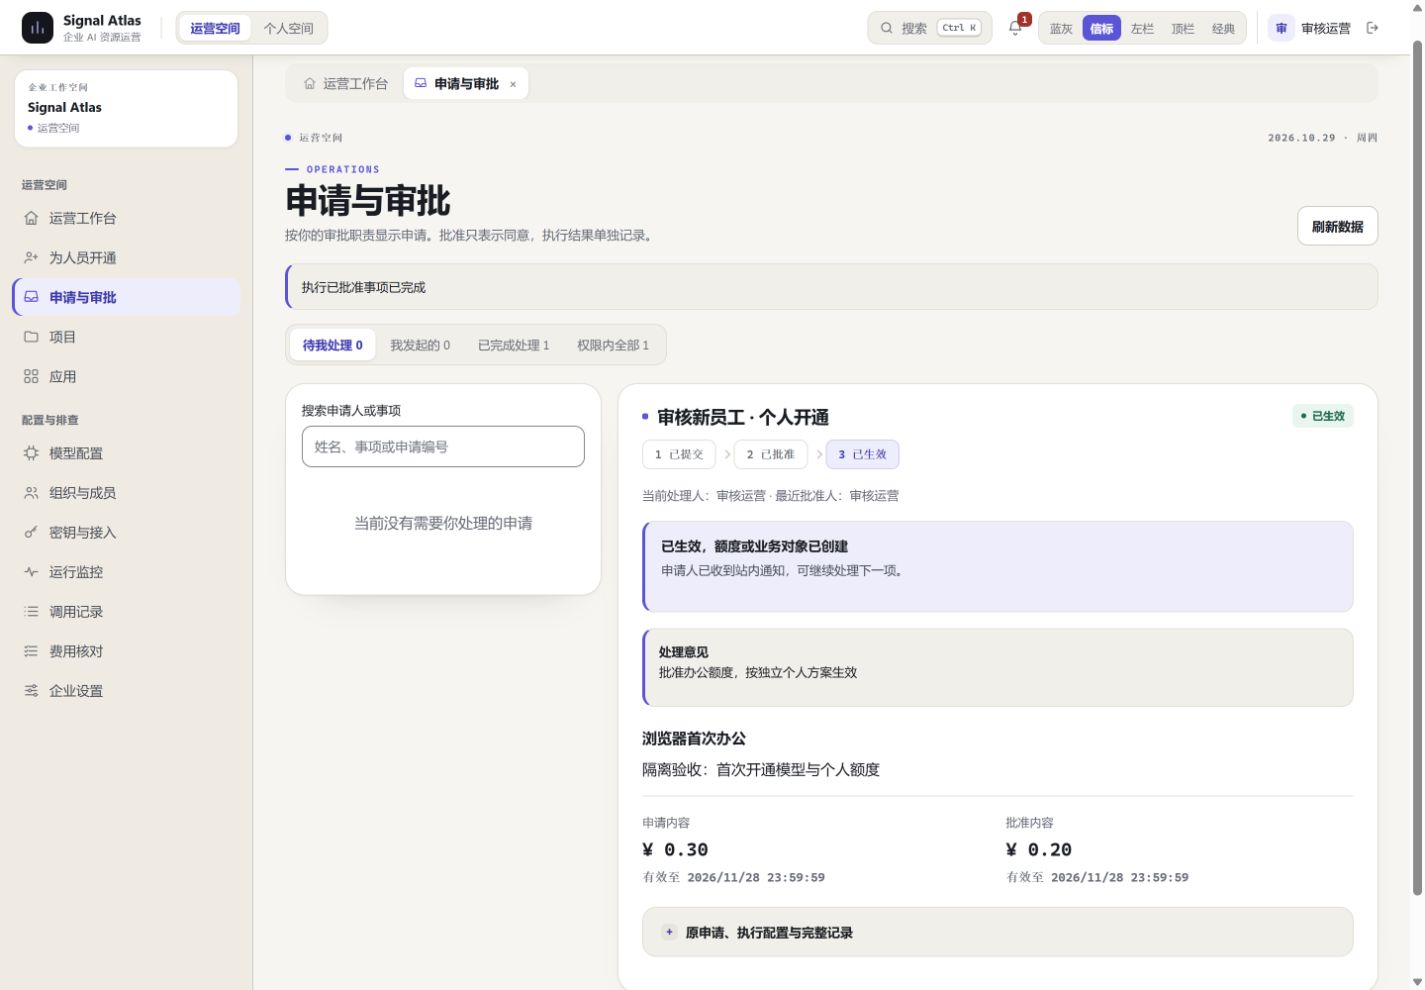 Signal Atlas
企业 AI 资源运营
运营空间
个人空间
搜索
Ctrl K
1
蓝灰
信标
左栏
顶栏
经典
审
审核运营
企业工作空间
Signal Atlas
运营空间
运营空间
运营工作台
为人员开通
申请与审批
项目
应用
配置与排查
模型配置
组织与成员
密钥与接入
运行监控
调用记录
费用核对
企业设置
运营工作台
申请与审批 ×
运营空间
2026.10.29 · 周四
OPERATIONS
申请与审批
按你的审批职责显示申请。批准只表示同意，执行结果单独记录。
刷新数据
执行已批准事项已完成
待我处理 0
我发起的 0
已完成处理 1
权限内全部 1
搜索申请人或事项
姓名、事项或申请编号
当前没有需要你处理的申请
审核新员工 · 个人开通
已生效
1 已提交
2 已批准
3 已生效
当前处理人：审核运营 · 最近批准人：审核运营
已生效，额度或业务对象已创建
申请人已收到站内通知，可继续处理下一项。
处理意见
批准办公额度，按独立个人方案生效
浏览器首次办公
隔离验收：首次开通模型与个人额度
申请内容
¥ 0.30
有效至 2026/11/28 23:59:59
批准内容
¥ 0.20
有效至 2026/11/28 23:59:59
+ 原申请、执行配置与完整记录